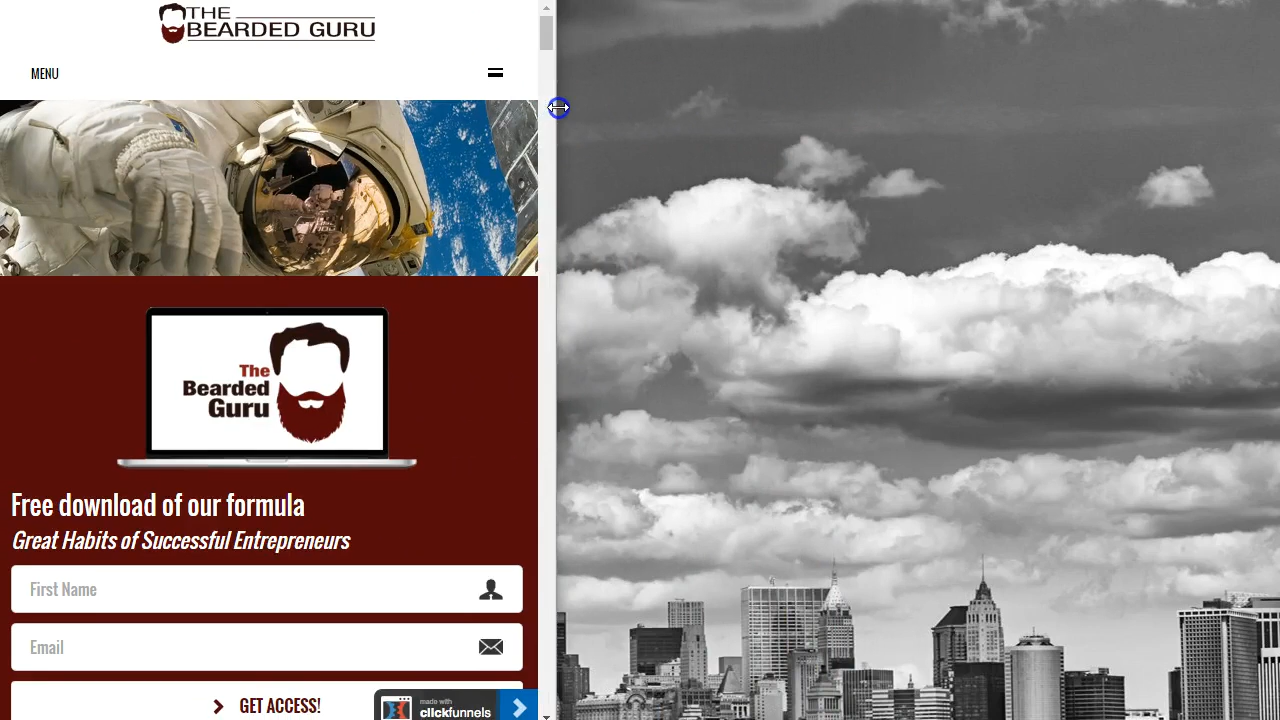 THE
BEARDED GURU
MENU
The
Bearded
Guru
Free download of our formula
Great Habits of Successful Entrepreneurs
First Name
Email
GET ACCESS!
made with
clickfunnels